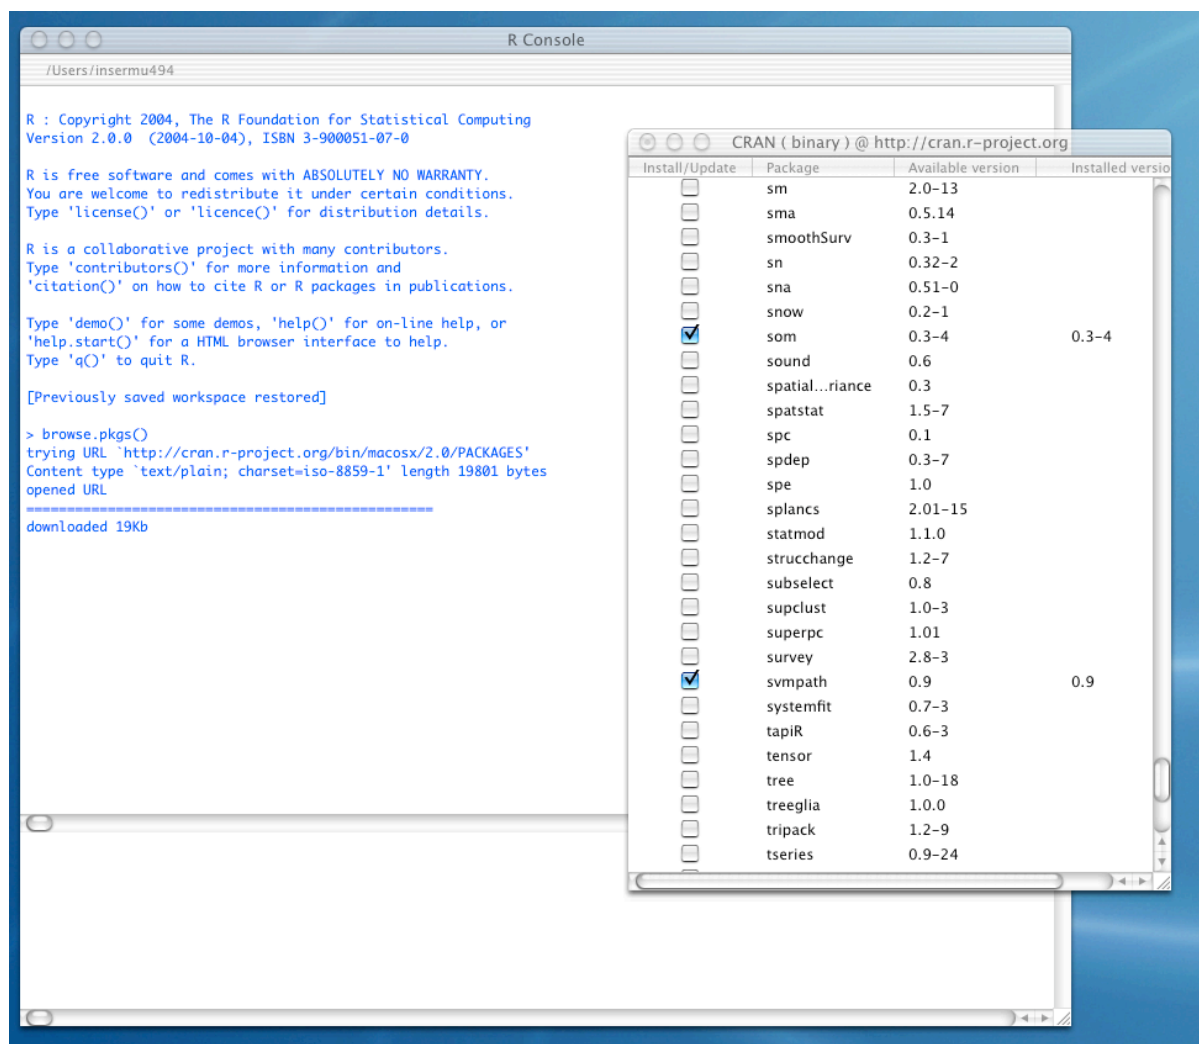 R Console
/Users/insermu494
R : Copyright 2004, The R Foundation for Statistical Computing
Version 2.0.0  (2004-10-04), ISBN 3-900051-07-0
R is free software and comes with ABSOLUTELY NO WARRANTY.
You are welcome to redistribute it under certain conditions.
Type 'license()' or 'licence()' for distribution details.
R is a collaborative project with many contributors.
Type 'contributors()' for more information and
'citation()' on how to cite R or R packages in publications.
Type 'demo()' for some demos, 'help()' for on-line help, or
'help.start()' for a HTML browser interface to help.
Type 'q()' to quit R.
[Previously saved workspace restored]
> browse.pkgs()
trying URL `http://cran.r-project.org/bin/macosx/2.0/PACKAGES'
Content type `text/plain; charset=iso-8859-1' length 19801 bytes
opened URL
==================================================
downloaded 19Kb
CRAN ( binary ) @ http://cran.r-project.org
Install/Update Package Available version Installed versio
sm 2.0-13
sma 0.5.14
smoothSurv 0.3-1
sn 0.32-2
sna 0.51-0
snow 0.2-1
som 0.3-4 0.3-4
sound 0.6
spatial...riance 0.3
spatstat 1.5-7
spc 0.1
spdep 0.3-7
spe 1.0
splancs 2.01-15
statmod 1.1.0
strucchange 1.2-7
subselect 0.8
supclust 1.0-3
superpc 1.01
survey 2.8-3
svmpath 0.9 0.9
systemfit 0.7-3
tapiR 0.6-3
tensor 1.4
tree 1.0-18
treeglia 1.0.0
tripack 1.2-9
tseries 0.9-24